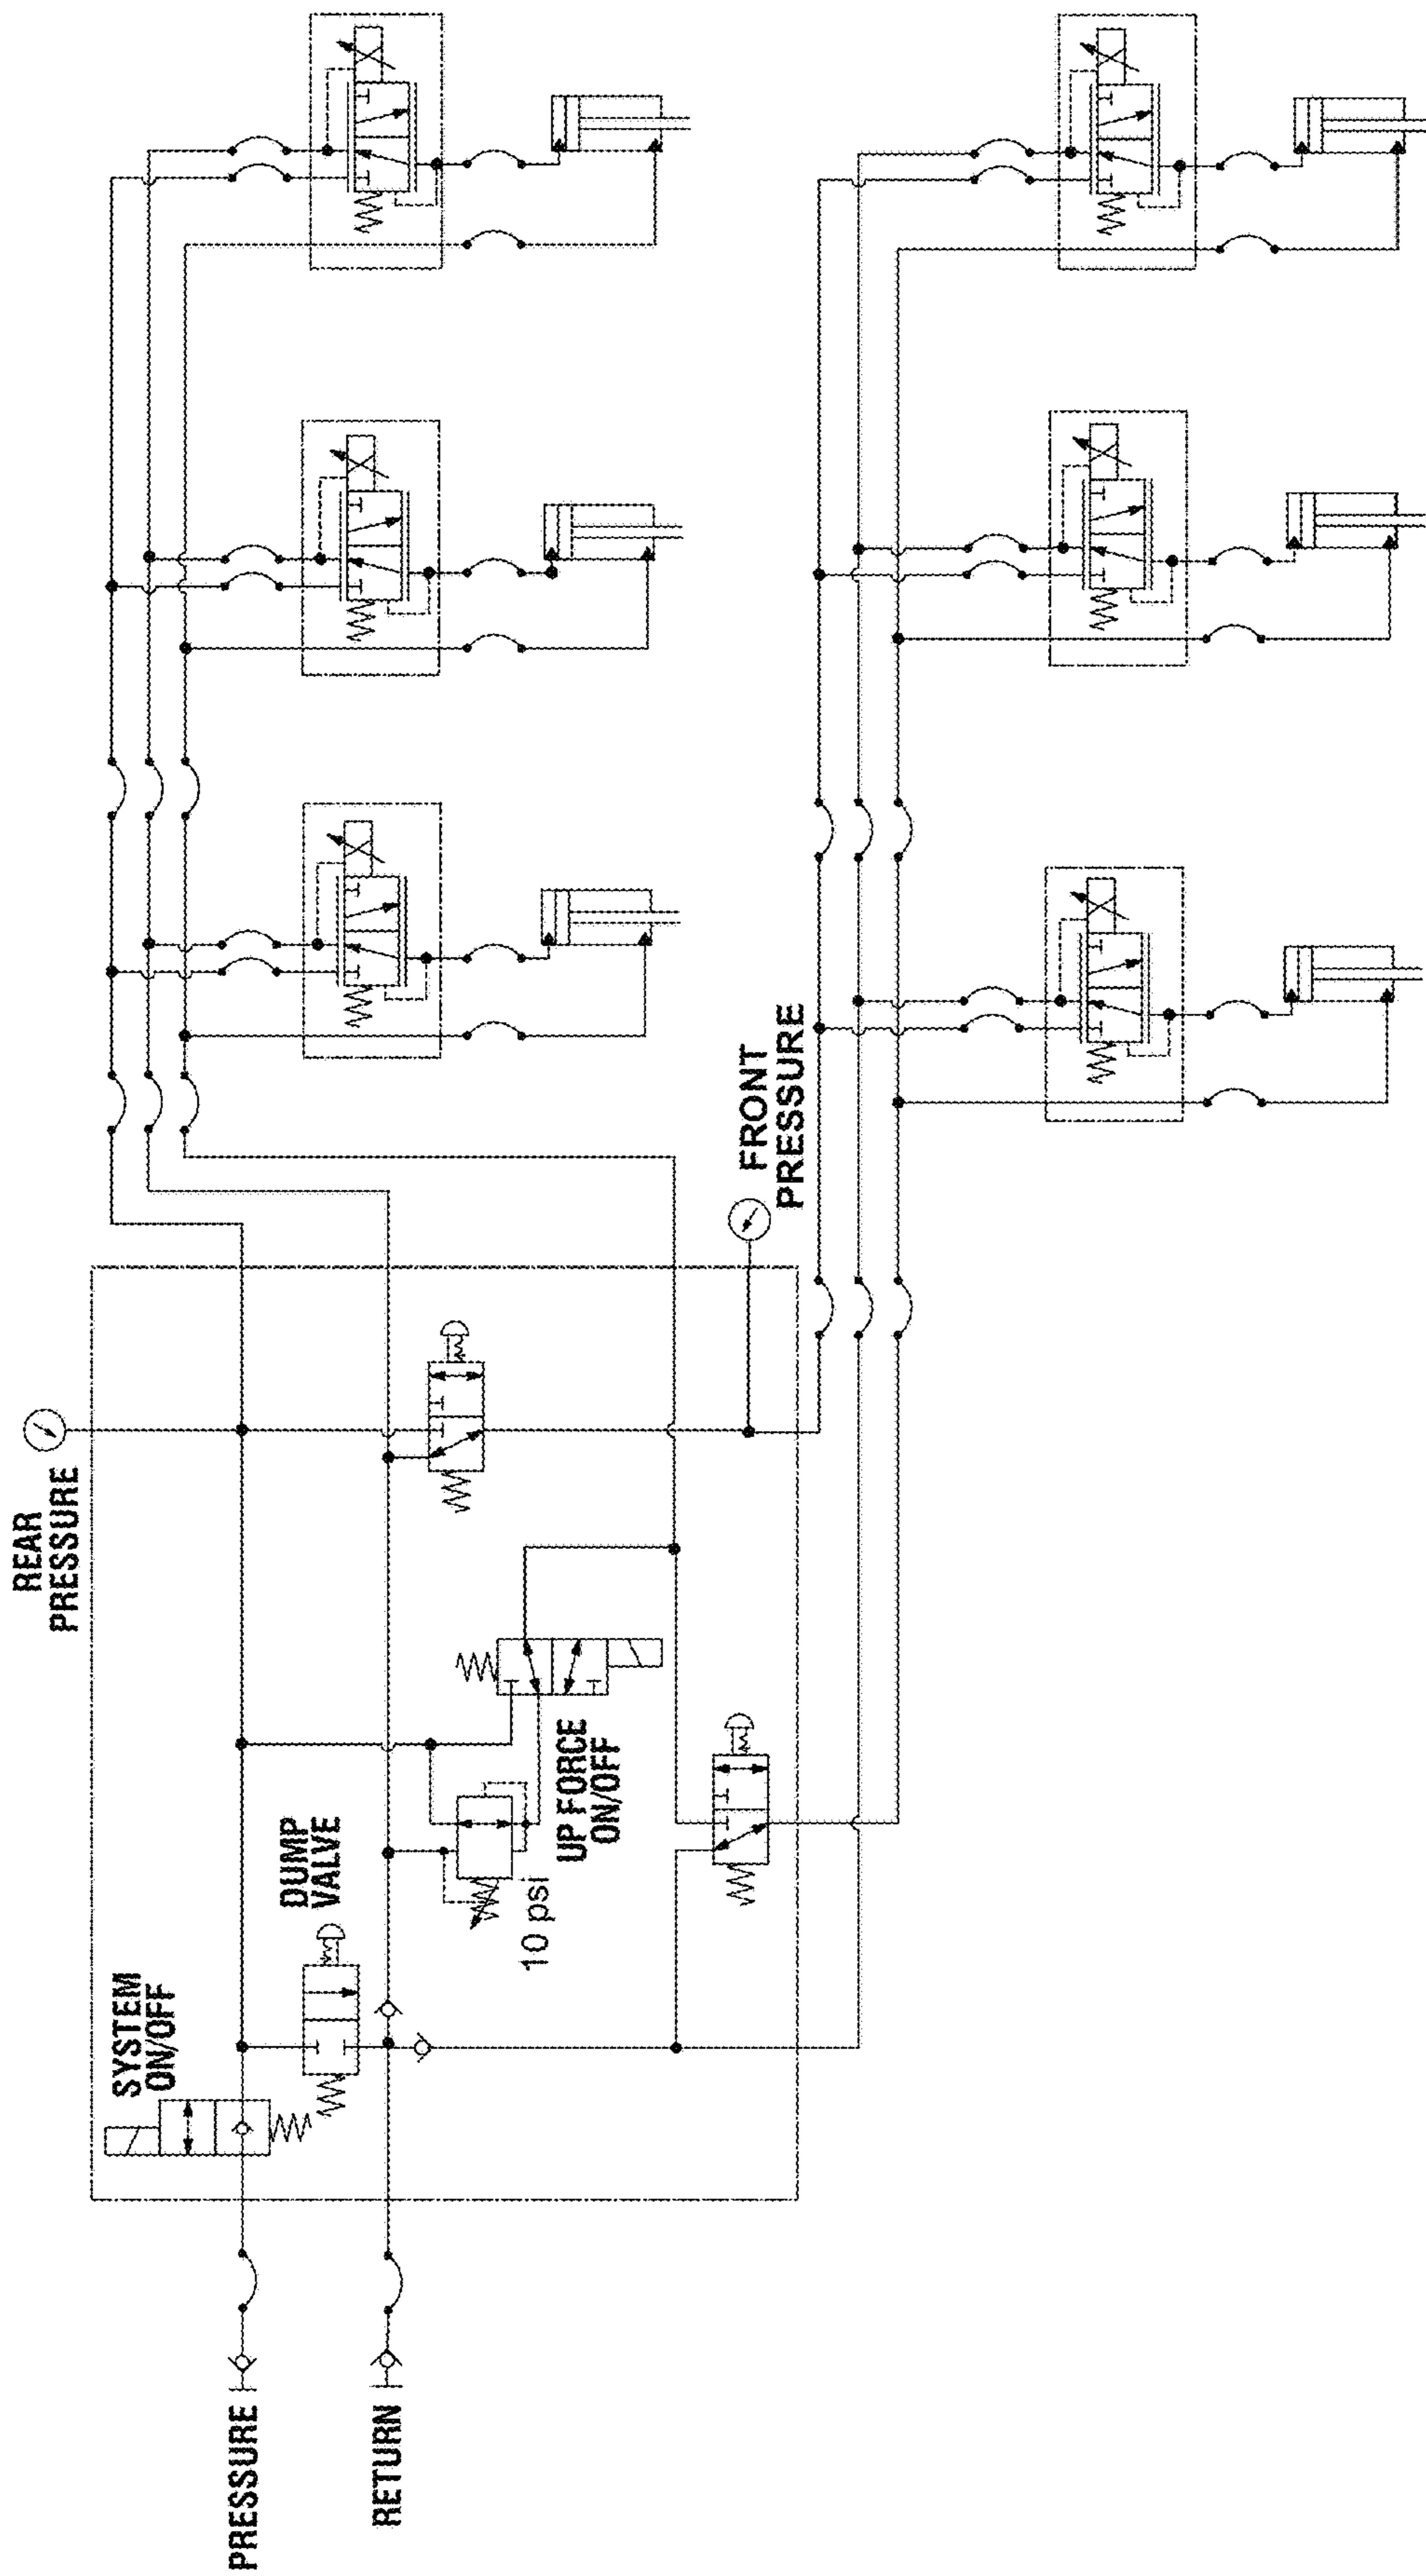 REAR
PRESSURE
FRONT
PRESSURE
SYSTEM
ON/OFF
DUMP
VALVE
UP FORCE
ON/OFF
10 psi
PRESSURE
RETURN